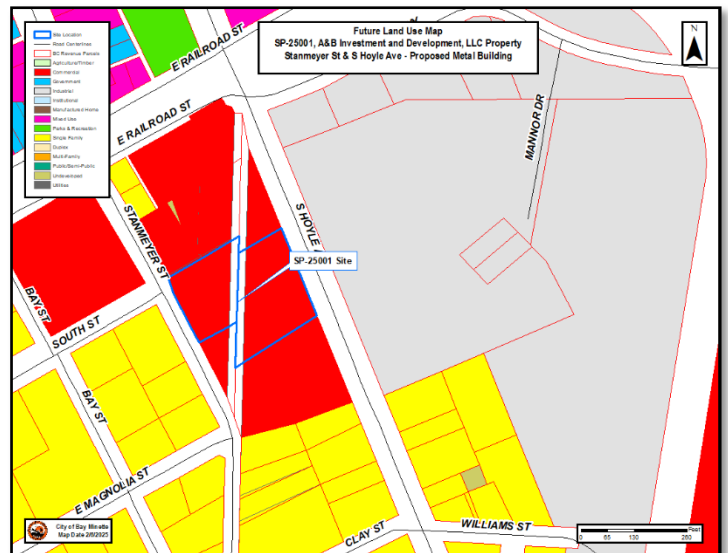 Future Land Use Map
SP-25001, A&B Investment and Development, LLC Property
Stanmeyer St & S Hoyle Ave - Proposed Metal Building
N
Site Location
Road Centerlines
BC Revenue Parcels
Agriculture/Timber
Commercial
Government
Industrial
Institutional
Manufactured Home
Mixed Use
Parks & Recreation
Single Family
Duplex
Multi-Family
Public/Semi-Public
Undeveloped
Utilities
E RAILROAD ST
E RAILROAD ST
MANNOR DR
STANMEYER ST
S HOYLE
SP-25001 Site
BAY ST
SOUTH ST
BAY ST
E MAGNOLIA ST
CLAY ST
WILLIAMS ST
City of Bay Minette
Map Date 2/6/2025
Feet
0 65 130 260